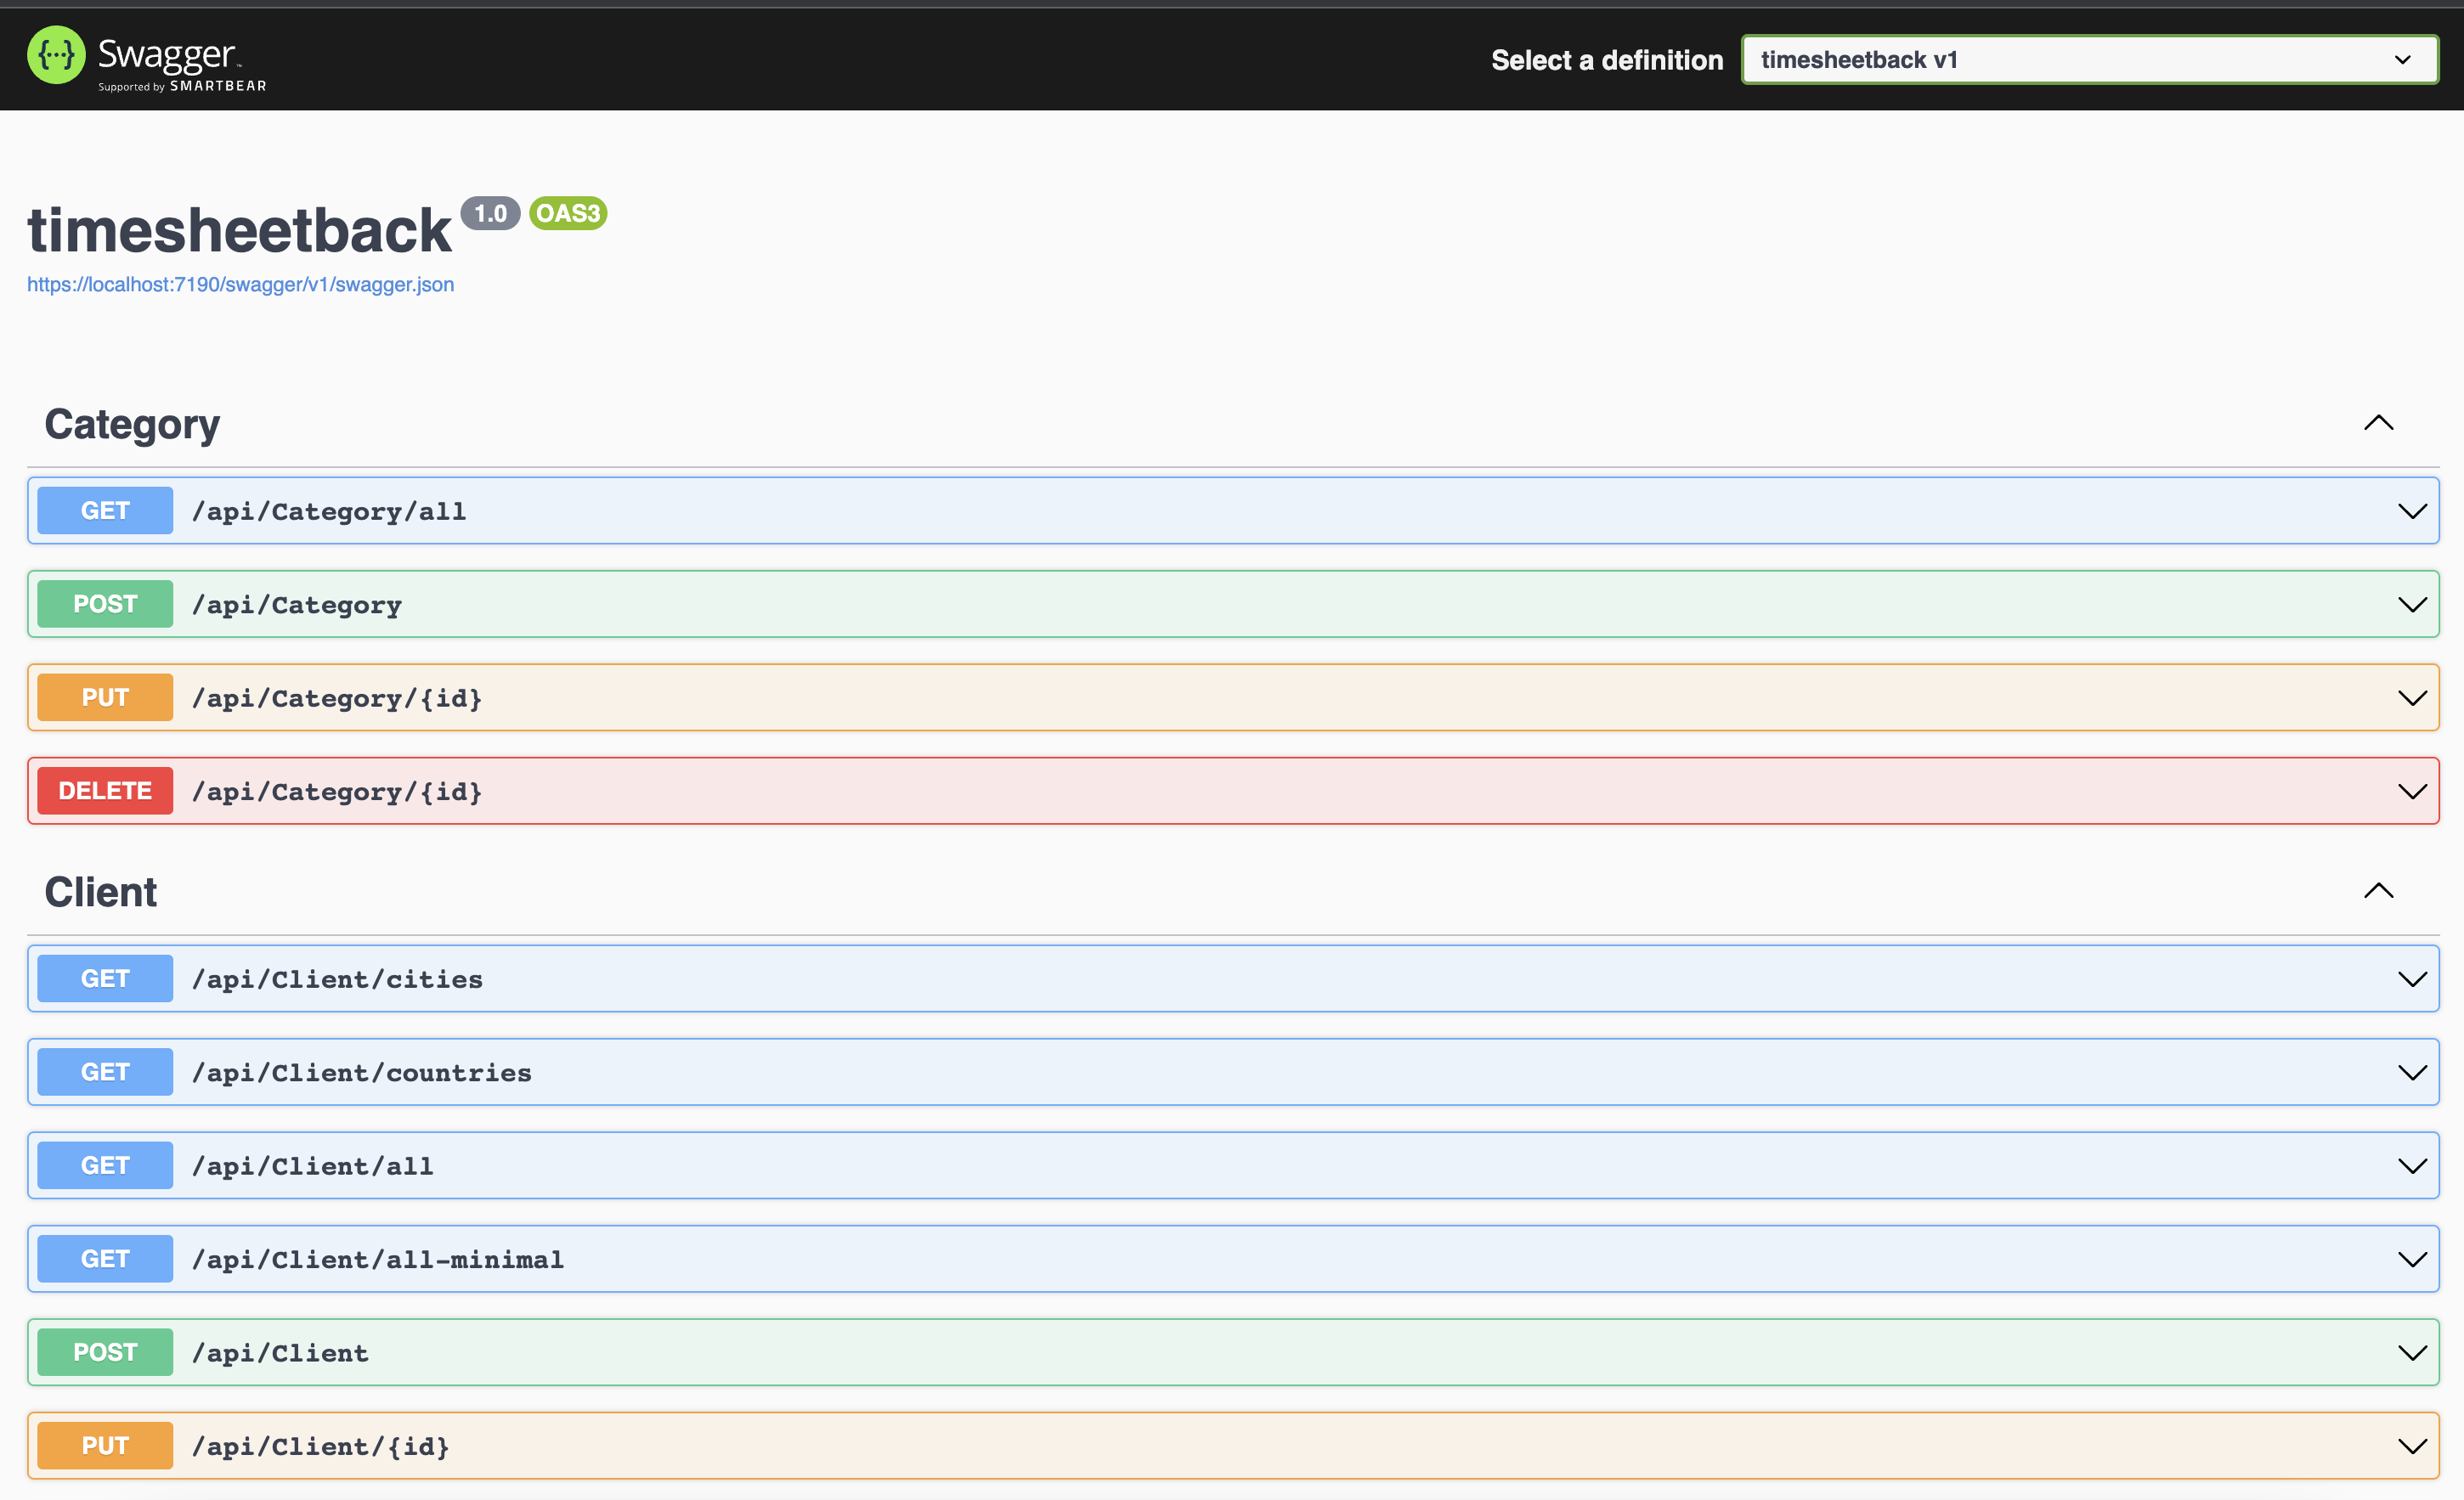 Swagger™
Supported by SMARTBEAR
Select a definition
timesheetback v1
timesheetback 1.0 OAS3
https://localhost:7190/swagger/v1/swagger.json
Category
GET /api/Category/all
POST /api/Category
PUT /api/Category/{id}
DELETE /api/Category/{id}
Client
GET /api/Client/cities
GET /api/Client/countries
GET /api/Client/all
GET /api/Client/all-minimal
POST /api/Client
PUT /api/Client/{id}